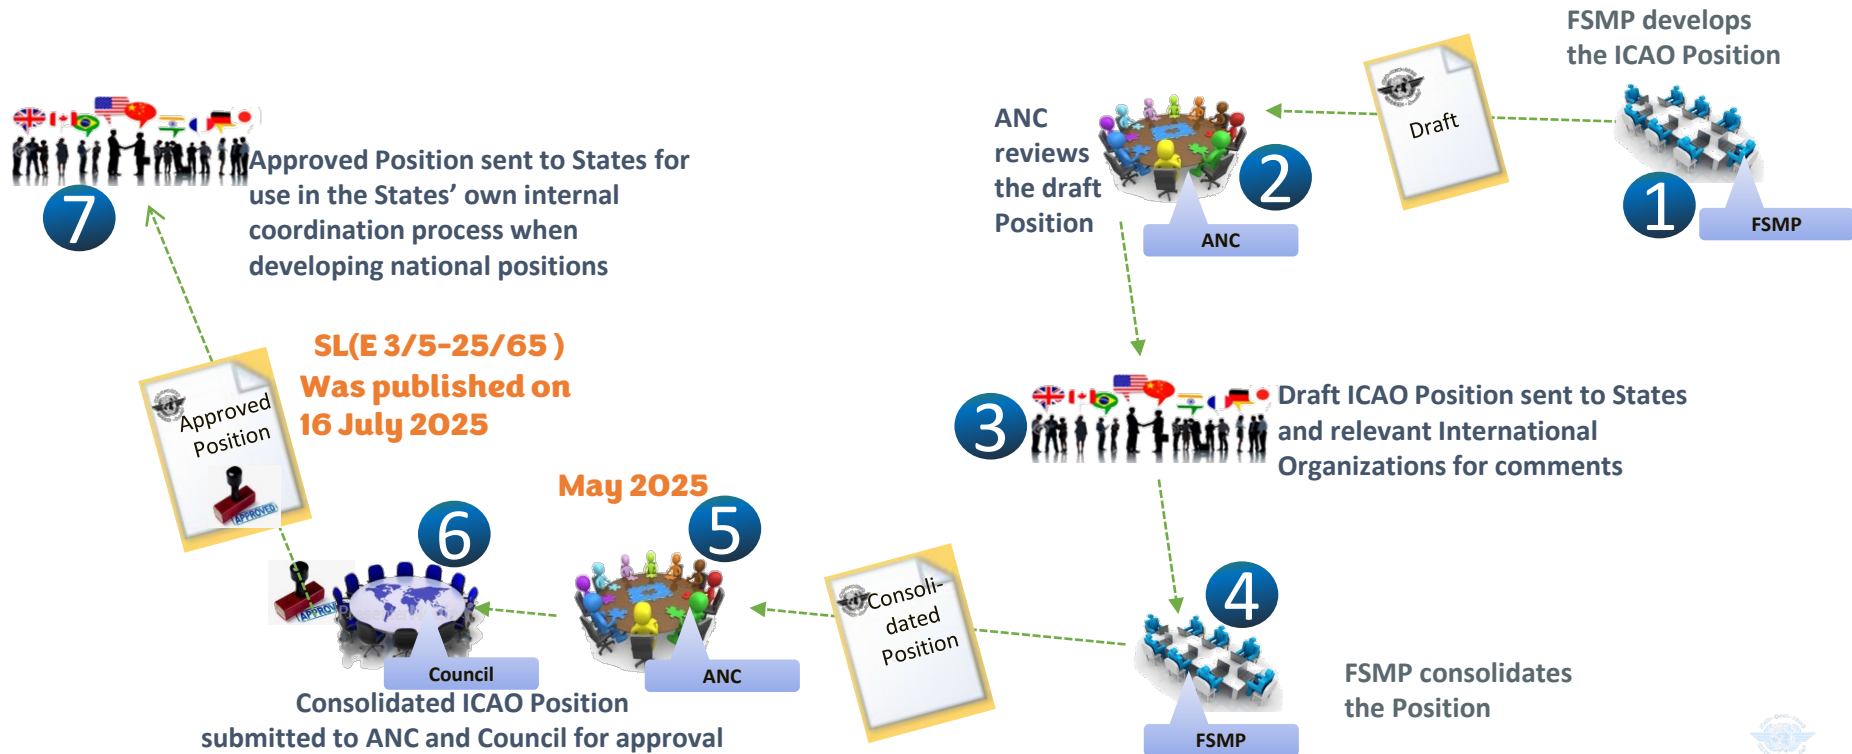 FSMP develops
the ICAO Position
Draft
1
FSMP
ANC
reviews
the draft
Position
2
ANC
3
Draft ICAO Position sent to States
and relevant International
Organizations for comments
4
FSMP consolidates
the Position
FSMP
Consoli-
dated
Position
May 2025
5
ANC
6
Council
APPROV
Consolidated ICAO Position
submitted to ANC and Council for approval
Approved
Position
APPROVED
SL(E 3/5-25/65 )
Was published on
16 July 2025
7
Approved Position sent to States for
use in the States’ own internal
coordination process when
developing national positions